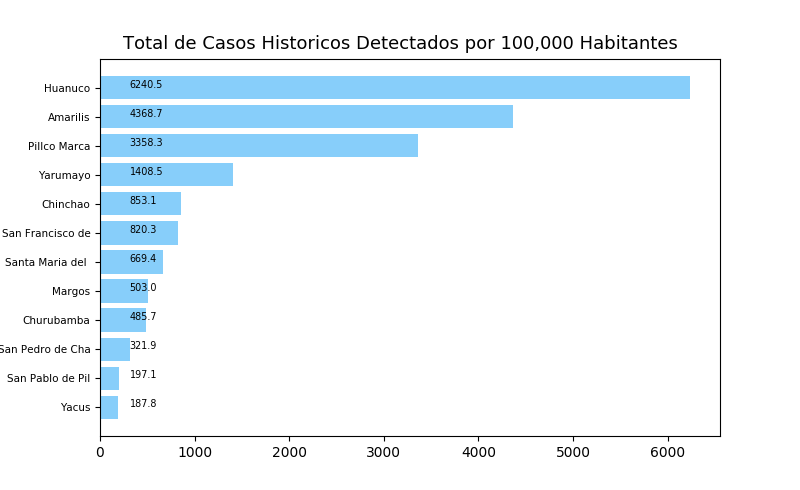 Total de Casos Historicos Detectados por 100,000 Habitantes
Huanuco 6240.5
Amarilis 4368.7
Pillco Marca 3358.3
Yarumayo 1408.5
Chinchao 853.1
San Francisco de 820.3
Santa Maria del 669.4
Margos 503.0
Churubamba 485.7
San Pedro de Cha 321.9
San Pablo de Pil 197.1
Yacus 187.8
0 1000 2000 3000 4000 5000 6000